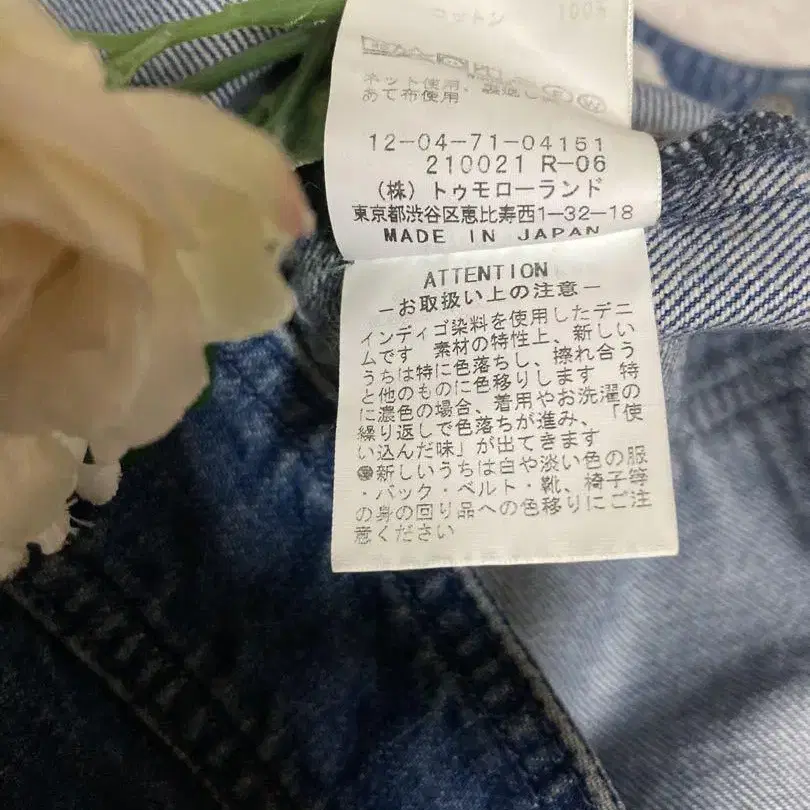 コットン 100%
ネット使用、裏返し
あて布使用
12-04-71-04151
210021 R-06
(株)トゥモローランド
東京都渋谷区恵比寿西1-32-18
MADE IN JAPAN
ATTENTION
ーお取扱い上の注意ー
インディゴ染料を使用したデニ
ムです 素材の特性上、新しい
うちは特に色落ちし、擦れ合う
と他のものに色移りします 特
に濃色の場合、着用やお洗濯の
繰り返しで色落ちが進み、「使
い込んだ味」が出てきます
◎新しいうちは白や淡い色の服
・バック・ベルト・靴、椅子等
の身の回り品への色移りにご注
意ください